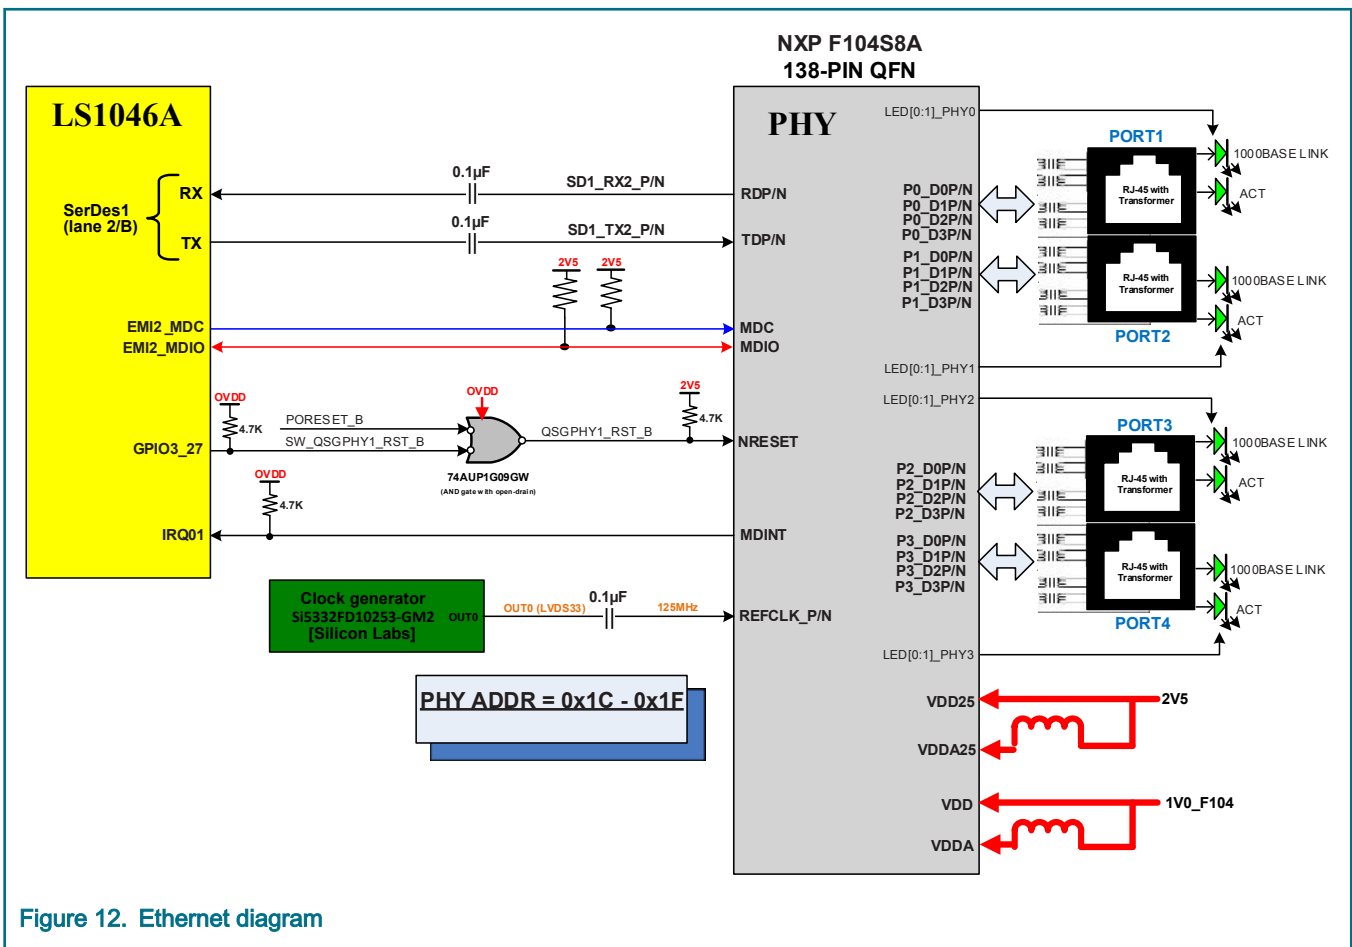 NXP F104S8A
138-PIN QFN
LS1046A
PHY
SerDes1
(lane 2/B)
RX
TX
0.1µF
SD1_RX2_P/N
RDP/N
0.1µF
SD1_TX2_P/N
TDP/N
2V5
2V5
EMI2_MDC
MDC
EMI2_MDIO
MDIO
OVDD
4.7K
PORESET_B
SW_QSGPHY1_RST_B
GPIO3_27
OVDD
74AUP1G09GW
(AND gate with open-drain)
QSGPHY1_RST_B
2V5
4.7K
NRESET
OVDD
4.7K
IRQ01
MDINT
Clock generator
Si5332FD10253-GM2
[Silicon Labs]
OUT0
OUT0 (LVDS33)
0.1µF
125MHz
REFCLK_P/N
PHY ADDR = 0x1C - 0x1F
LED[0:1]_PHY0
PORT1
RJ-45 with
Transformer
1000BASE LINK
ACT
P0_D0P/N
P0_D1P/N
P0_D2P/N
P0_D3P/N
P1_D0P/N
P1_D1P/N
P1_D2P/N
P1_D3P/N
RJ-45 with
Transformer
1000BASE LINK
ACT
PORT2
LED[0:1]_PHY1
LED[0:1]_PHY2
PORT3
RJ-45 with
Transformer
1000BASE LINK
ACT
P2_D0P/N
P2_D1P/N
P2_D2P/N
P2_D3P/N
P3_D0P/N
P3_D1P/N
P3_D2P/N
P3_D3P/N
RJ-45 with
Transformer
1000BASE LINK
ACT
PORT4
LED[0:1]_PHY3
VDD25
2V5
VDDA25
VDD
1V0_F104
VDDA
Figure 12. Ethernet diagram